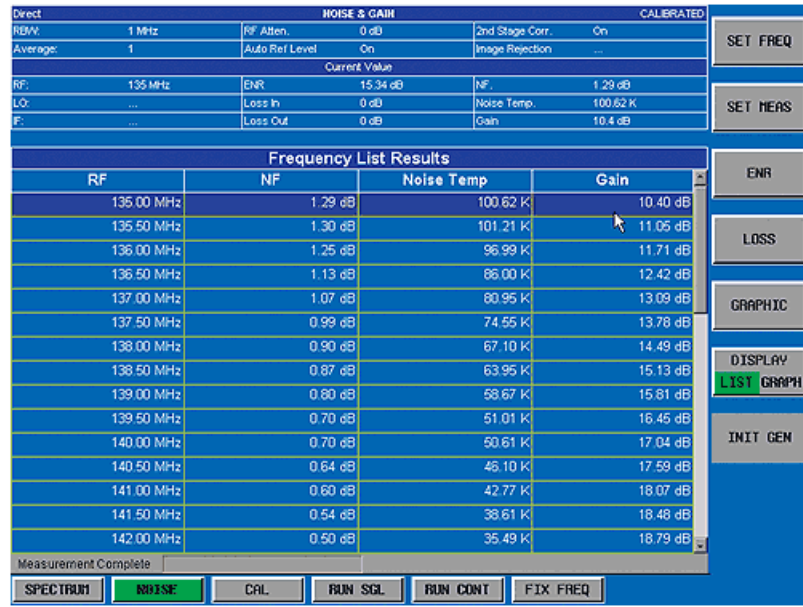 Direct NOISE & GAIN CALIBRATED
RBW: 1 MHz RF Atten. 0 dB 2nd Stage Corr. On
Average: 1 Auto Ref Level On Image Rejection ...
Current Value
RF: 135 MHz ENR 15.34 dB NF. 1.29 dB
LO: ... Loss In 0 dB Noise Temp. 100.62 K
IF: ... Loss Out 0 dB Gain 10.4 dB
Frequency List Results
RF NF Noise Temp Gain
135.00 MHz 1.29 dB 100.62 K 10.40 dB
135.50 MHz 1.30 dB 101.21 K 11.05 dB
136.00 MHz 1.25 dB 96.99 K 11.71 dB
136.50 MHz 1.13 dB 86.00 K 12.42 dB
137.00 MHz 1.07 dB 80.95 K 13.09 dB
137.50 MHz 0.99 dB 74.55 K 13.78 dB
138.00 MHz 0.90 dB 67.10 K 14.49 dB
138.50 MHz 0.87 dB 63.95 K 15.13 dB
139.00 MHz 0.80 dB 58.67 K 15.81 dB
139.50 MHz 0.70 dB 51.01 K 16.45 dB
140.00 MHz 0.70 dB 50.61 K 17.04 dB
140.50 MHz 0.64 dB 46.10 K 17.59 dB
141.00 MHz 0.60 dB 42.77 K 18.07 dB
141.50 MHz 0.54 dB 38.61 K 18.48 dB
142.00 MHz 0.50 dB 35.49 K 18.79 dB
Measurement Complete
SPECTRUM NOISE CAL RUN SGL RUN CONT FIX FREQ
SET FREQ
SET MEAS
ENR
LOSS
GRAPHIC
DISPLAY
LIST GRAPH
INIT GEN